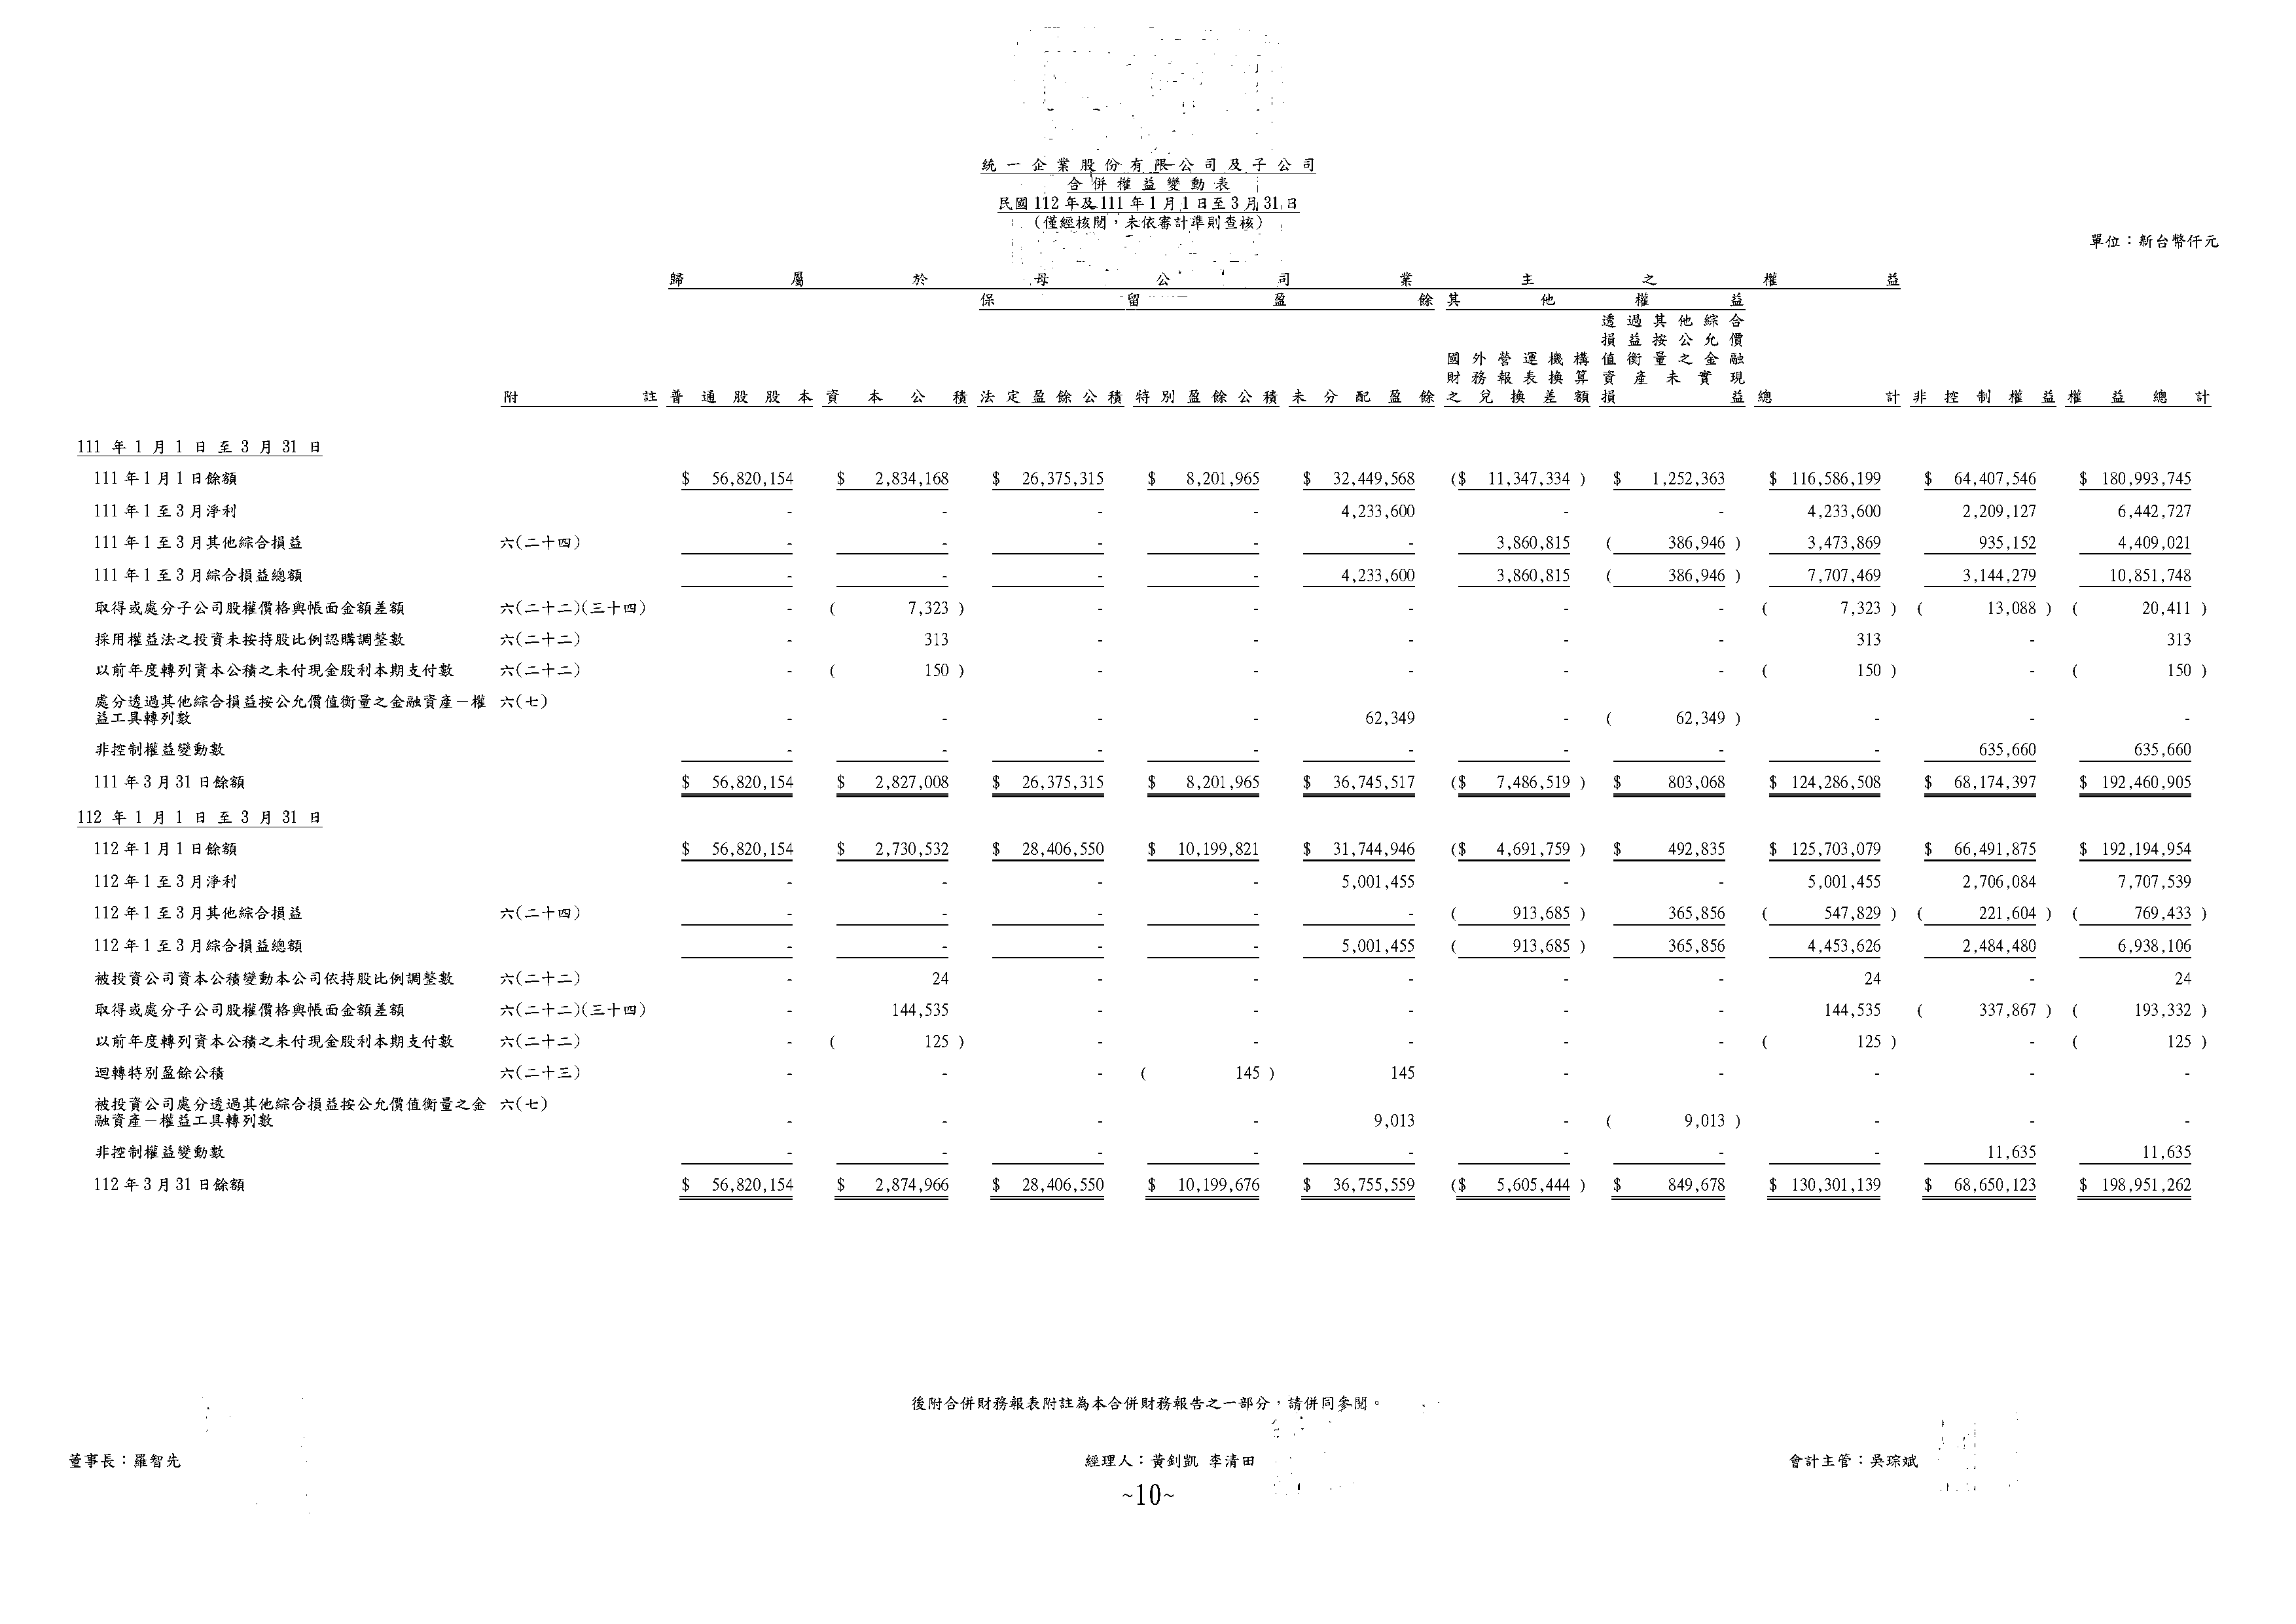 統一企業股份有限公司及子公司
合併權益變動表
民國112年及111年1月1日至3月31日
(僅經核閱，未依審計準則查核)
單位：新台幣仟元
歸屬於母公司業主之權益
保留盈餘 其他權益
附註 普通股股本 資本公積 法定盈餘公積 特別盈餘公積 未分配盈餘 國外營運機構財務報表換算之兌換差額 透過其他綜合損益按公允價值衡量之金融資產未實現損益 總計 非控制權益 權益總計
111年1月1日至3月31日
111年1月1日餘額 $ 56,820,154 $ 2,834,168 $ 26,375,315 $ 8,201,965 $ 32,449,568 ($ 11,347,334 ) $ 1,252,363 $ 116,586,199 $ 64,407,546 $ 180,993,745
111年1至3月淨利 - - - - 4,233,600 - - 4,233,600 2,209,127 6,442,727
111年1至3月其他綜合損益 六(二十四) - - - - - 3,860,815 ( 386,946 ) 3,473,869 935,152 4,409,021
111年1至3月綜合損益總額 - - - - 4,233,600 3,860,815 ( 386,946 ) 7,707,469 3,144,279 10,851,748
取得或處分子公司股權價格與帳面金額差額 六(二十二)(三十四) - ( 7,323 ) - - - - - ( 7,323 ) ( 13,088 ) ( 20,411 )
採用權益法之投資未按持股比例認購調整數 六(二十二) - 313 - - - - - 313 - 313
以前年度轉列資本公積之未付現金股利本期支付數 六(二十二) - ( 150 ) - - - - - ( 150 ) - ( 150 )
處分透過其他綜合損益按公允價值衡量之金融資產－權 六(七)
益工具轉列數 - - - - 62,349 - ( 62,349 ) - - -
非控制權益變動數 - - - - - - - - 635,660 635,660
111年3月31日餘額 $ 56,820,154 $ 2,827,008 $ 26,375,315 $ 8,201,965 $ 36,745,517 ($ 7,486,519 ) $ 803,068 $ 124,286,508 $ 68,174,397 $ 192,460,905
112年1月1日至3月31日
112年1月1日餘額 $ 56,820,154 $ 2,730,532 $ 28,406,550 $ 10,199,821 $ 31,744,946 ($ 4,691,759 ) $ 492,835 $ 125,703,079 $ 66,491,875 $ 192,194,954
112年1至3月淨利 - - - - 5,001,455 - - 5,001,455 2,706,084 7,707,539
112年1至3月其他綜合損益 六(二十四) - - - - - ( 913,685 ) 365,856 ( 547,829 ) ( 221,604 ) ( 769,433 )
112年1至3月綜合損益總額 - - - - 5,001,455 ( 913,685 ) 365,856 4,453,626 2,484,480 6,938,106
被投資公司資本公積變動本公司依持股比例調整數 六(二十二) - 24 - - - - - 24 - 24
取得或處分子公司股權價格與帳面金額差額 六(二十二)(三十四) - 144,535 - - - - - 144,535 ( 337,867 ) ( 193,332 )
以前年度轉列資本公積之未付現金股利本期支付數 六(二十二) - ( 125 ) - - - - - ( 125 ) - ( 125 )
迴轉特別盈餘公積 六(二十三) - - - ( 145 ) 145 - - - - -
被投資公司處分透過其他綜合損益按公允價值衡量之金 六(七)
融資產－權益工具轉列數 - - - - 9,013 - ( 9,013 ) - - -
非控制權益變動數 - - - - - - - - 11,635 11,635
112年3月31日餘額 $ 56,820,154 $ 2,874,966 $ 28,406,550 $ 10,199,676 $ 36,755,559 ($ 5,605,444 ) $ 849,678 $ 130,301,139 $ 68,650,123 $ 198,951,262
後附合併財務報表附註為本合併財務報告之一部分，請併同參閱。
董事長：羅智先 經理人：黃釗凱 李清田 會計主管：吳琮斌
~10~